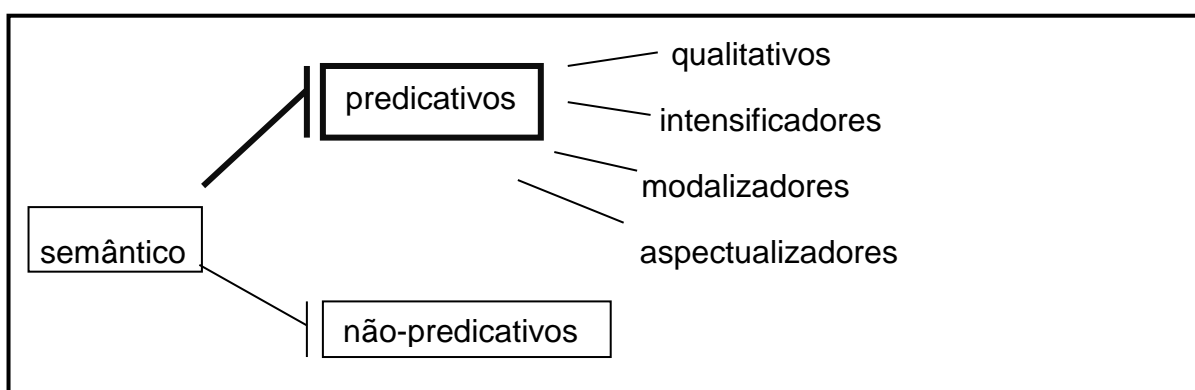 qualitativos
predicativos
intensificadores
modalizadores
semântico
aspectualizadores
não-predicativos